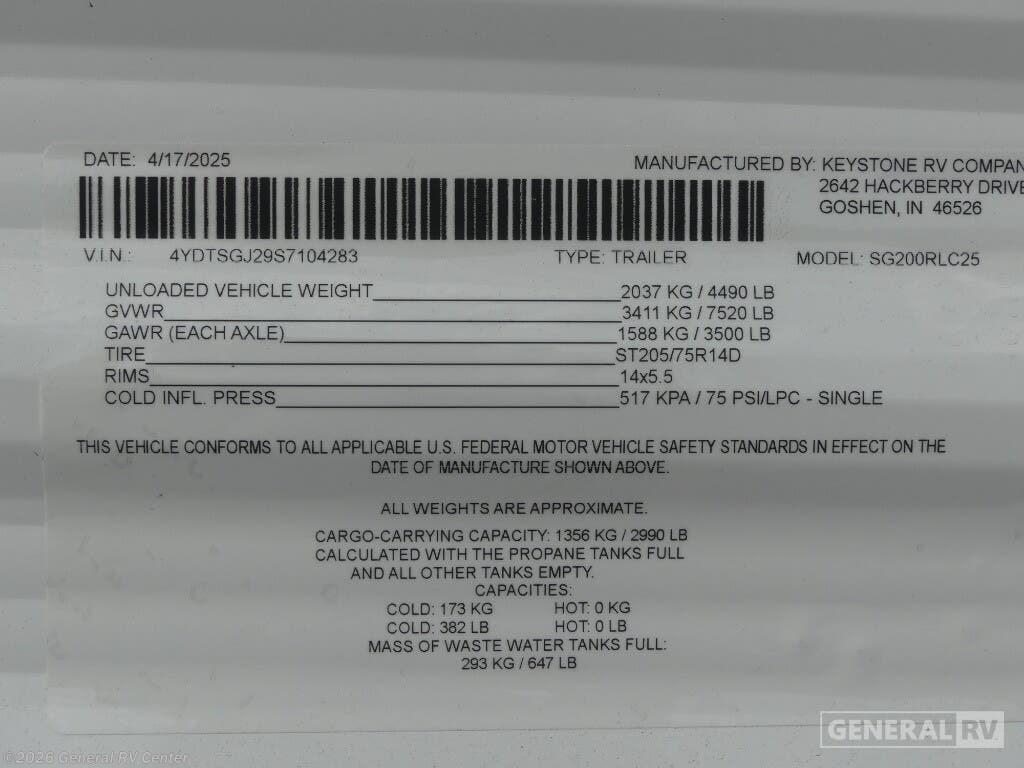 DATE: 4/17/2025
MANUFACTURED BY: KEYSTONE RV COMPAN
2642 HACKBERRY DRIVE
GOSHEN, IN 46526
V.I.N.: 4YDTSGJ29S7104283 TYPE: TRAILER MODEL: SG200RLC25
UNLOADED VEHICLE WEIGHT 2037 KG / 4490 LB
GVWR 3411 KG / 7520 LB
GAWR (EACH AXLE) 1588 KG / 3500 LB
TIRE ST205/75R14D
RIMS 14x5.5
COLD INFL. PRESS 517 KPA / 75 PSI/LPC - SINGLE
THIS VEHICLE CONFORMS TO ALL APPLICABLE U.S. FEDERAL MOTOR VEHICLE SAFETY STANDARDS IN EFFECT ON THE
DATE OF MANUFACTURE SHOWN ABOVE.
ALL WEIGHTS ARE APPROXIMATE.
CARGO-CARRYING CAPACITY: 1356 KG / 2990 LB
CALCULATED WITH THE PROPANE TANKS FULL
AND ALL OTHER TANKS EMPTY.
CAPACITIES:
COLD: 173 KG HOT: 0 KG
COLD: 382 LB HOT: 0 LB
MASS OF WASTE WATER TANKS FULL:
293 KG / 647 LB
GENERAL RV
©2026 General RV Center